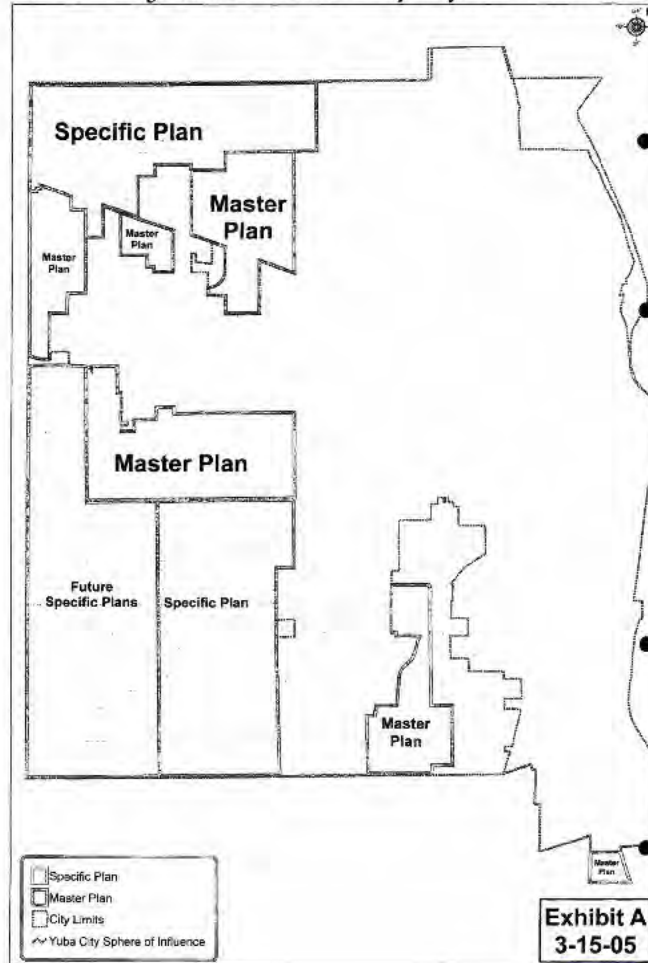 Specific Plan
Master
Plan
Master
Plan
Master
Plan
Master Plan
Future
Specific Plans
Specific Plan
Master
Plan
Master
Plan
Specific Plan
Master Plan
City Limits
Yuba City Sphere of Influence
Exhibit A
3-15-05